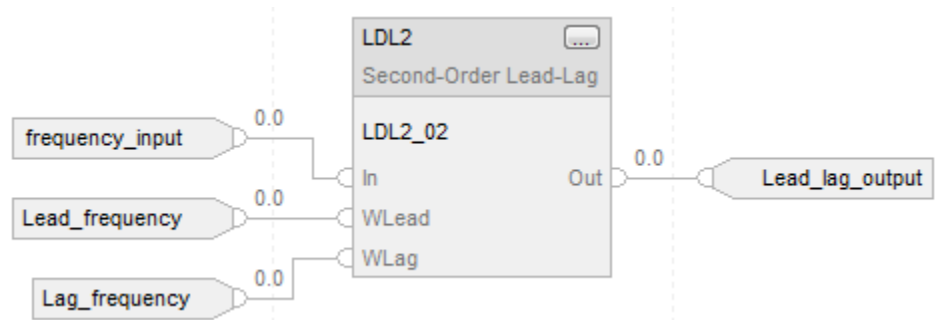 LDL2 ...
Second-Order Lead-Lag
LDL2_02
frequency_input 0.0 In Out 0.0 Lead_lag_output
Lead_frequency 0.0 WLead
Lag_frequency 0.0 WLag